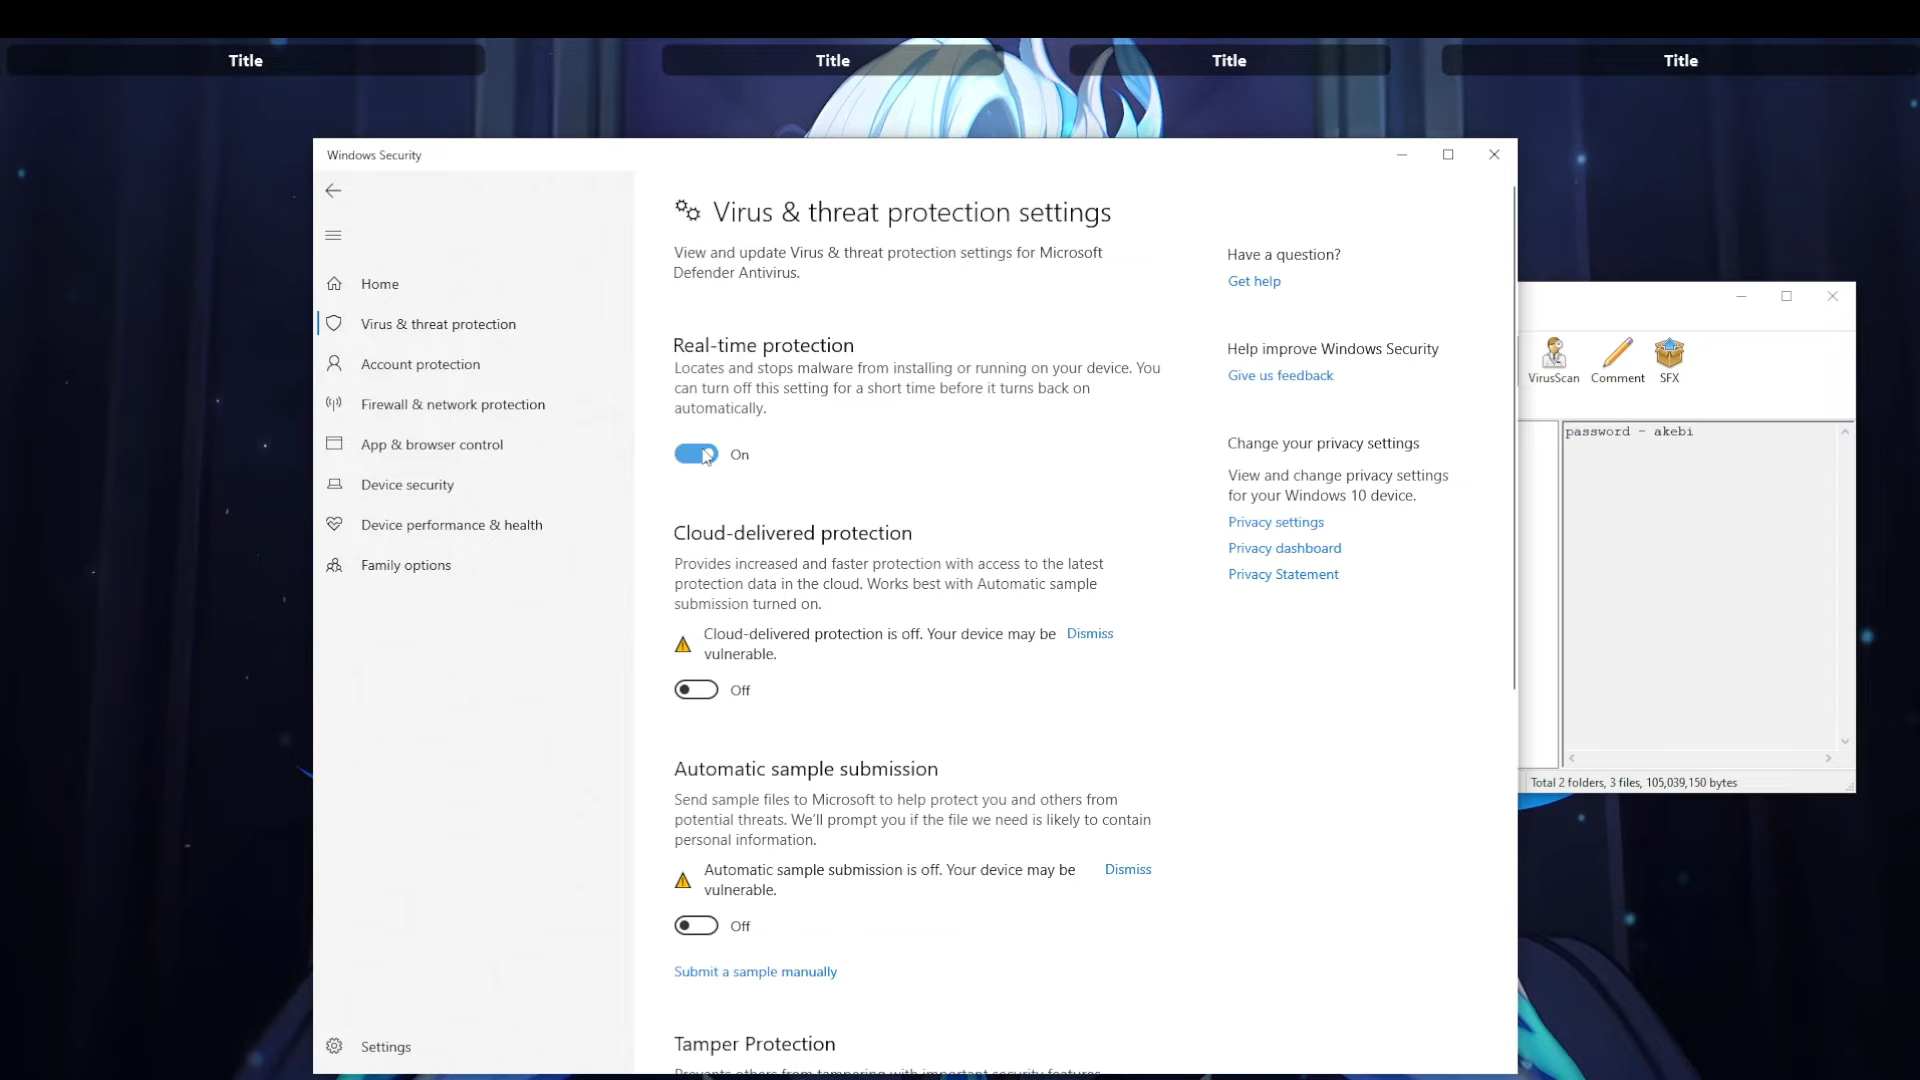 Title
Title
Title
Title
Windows Security
Home
Virus & threat protection
Account protection
Firewall & network protection
App & browser control
Device security
Device performance & health
Family options
Settings
Virus & threat protection settings
View and update Virus & threat protection settings for Microsoft
Defender Antivirus.
Real-time protection
Locates and stops malware from installing or running on your device. You
can turn off this setting for a short time before it turns back on
automatically.
On
Cloud-delivered protection
Provides increased and faster protection with access to the latest
protection data in the cloud. Works best with Automatic sample
submission turned on.
Cloud-delivered protection is off. Your device may be
vulnerable.
Dismiss
Off
Automatic sample submission
Send sample files to Microsoft to help protect you and others from
potential threats. We'll prompt you if the file we need is likely to contain
personal information.
Automatic sample submission is off. Your device may be
vulnerable.
Dismiss
Off
Submit a sample manually
Tamper Protection
Prevents others from tampering with important security features.
Have a question?
Get help
Help improve Windows Security
Give us feedback
Change your privacy settings
View and change privacy settings
for your Windows 10 device.
Privacy settings
Privacy dashboard
Privacy Statement
VirusScan
Comment
SFX
password - akebi
Total 2 folders, 3 files, 105,039,150 bytes